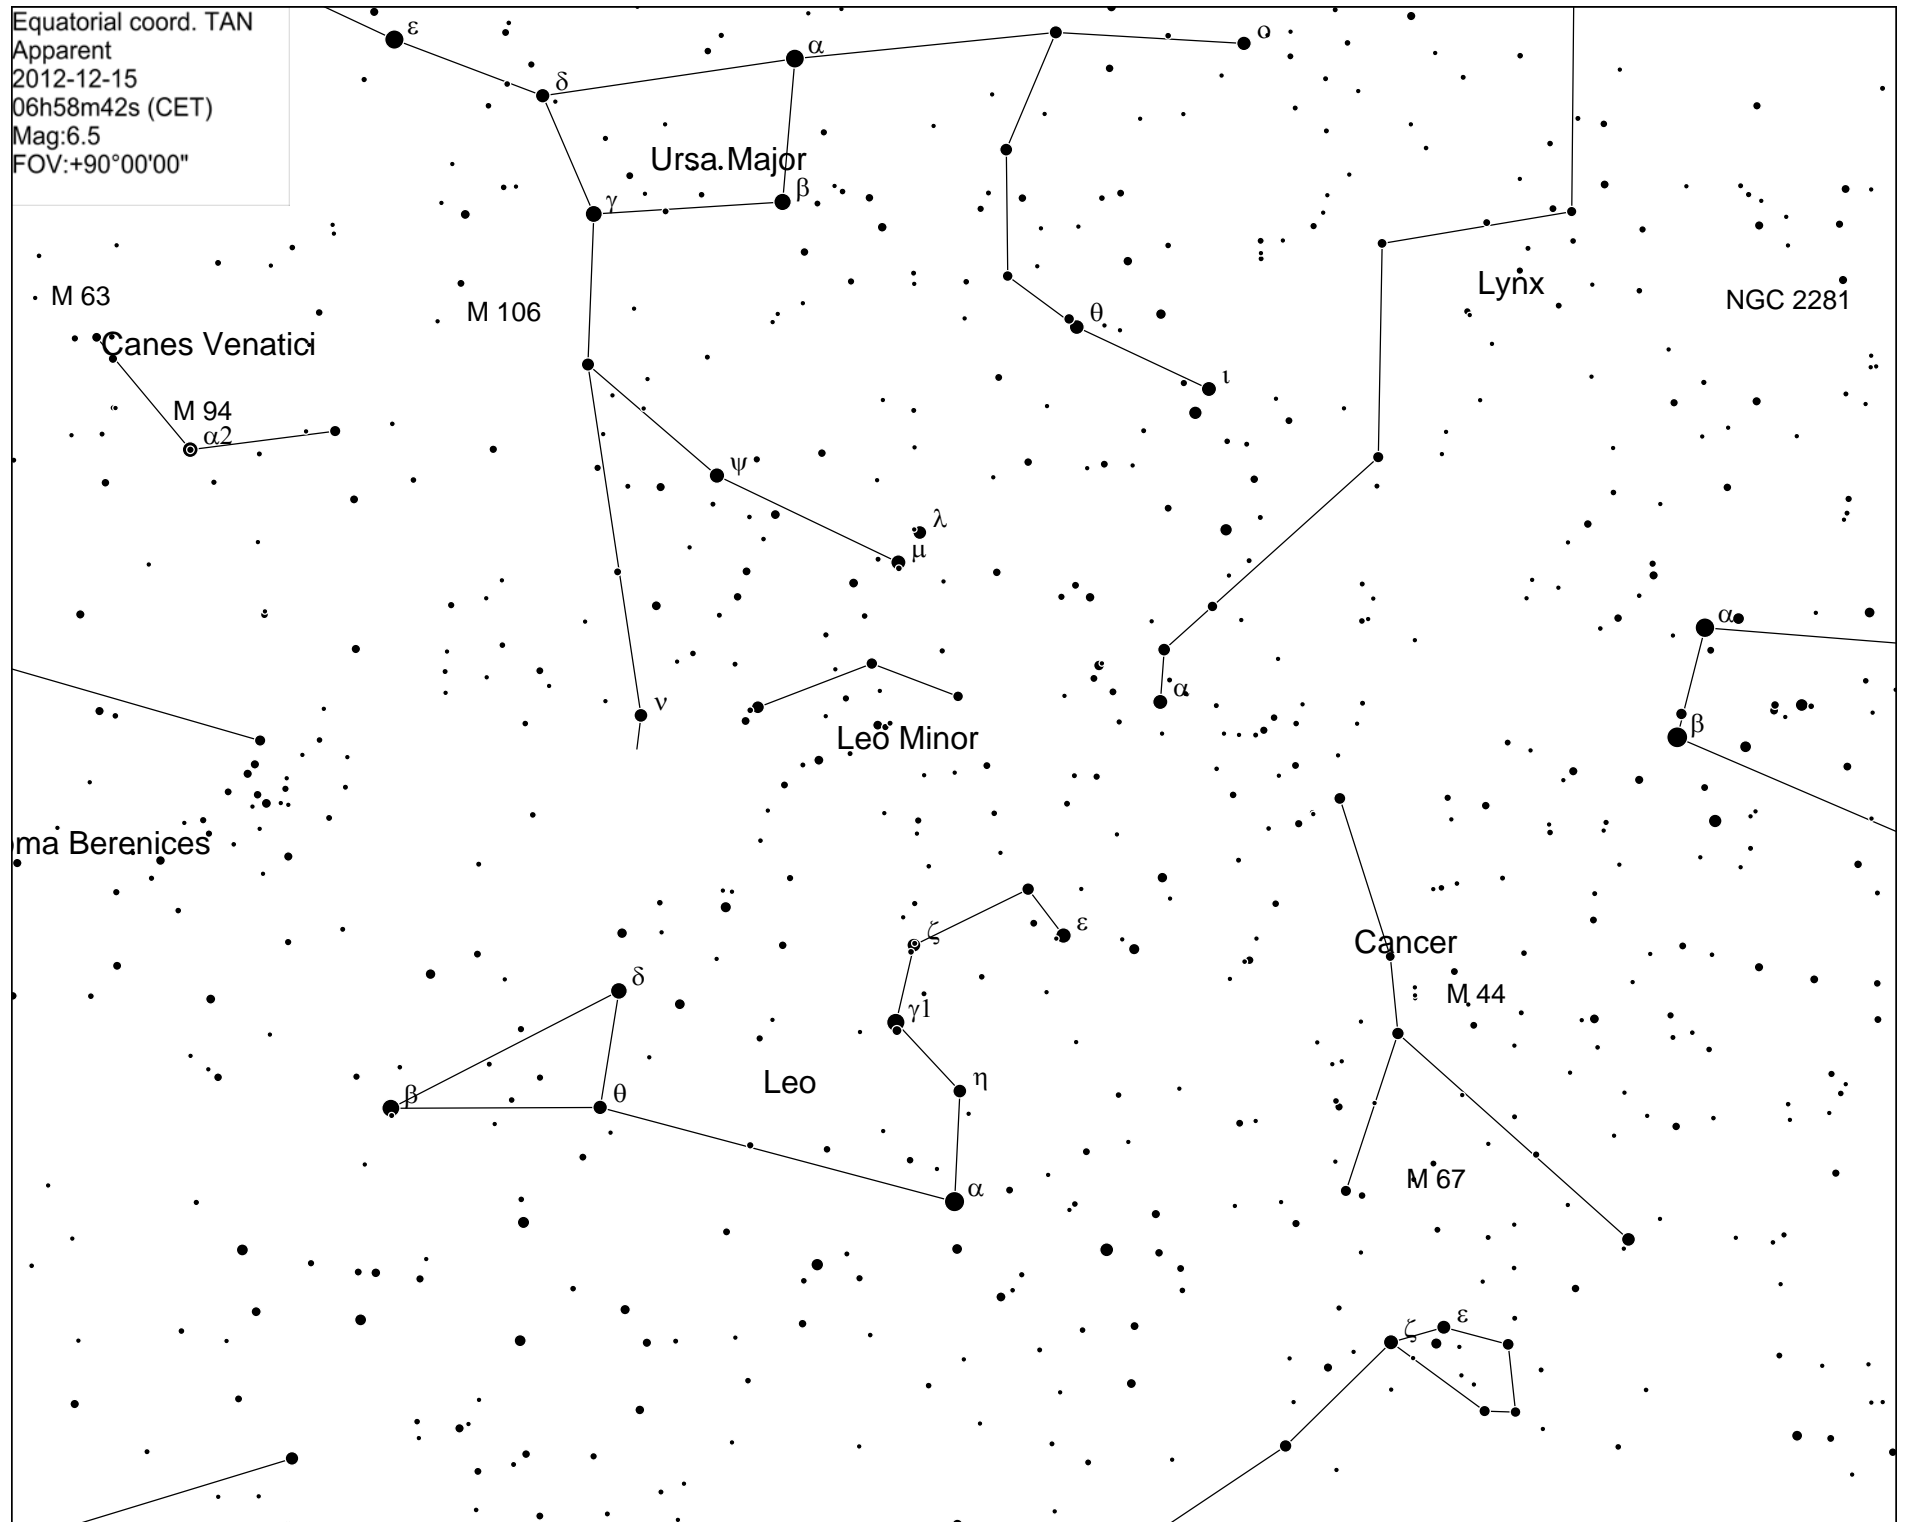 Equatorial coord. TAN
Apparent
2012-12-15
06h58m42s (CET)
Mag:6.5
FOV:+90°00'00"
ε
α
ο
δ
Ursa Major
β
γ
Lynx
M 63
M 106
NGC 2281
θ
Canes Venatici
ι
M 94
α2
ψ
λ
μ
α
α
ν
β
Leo Minor
ma Berenices
ζ
ε
Cancer
δ
M 44
γ1
Leo
η
β
θ
M 67
α
ε
ζ